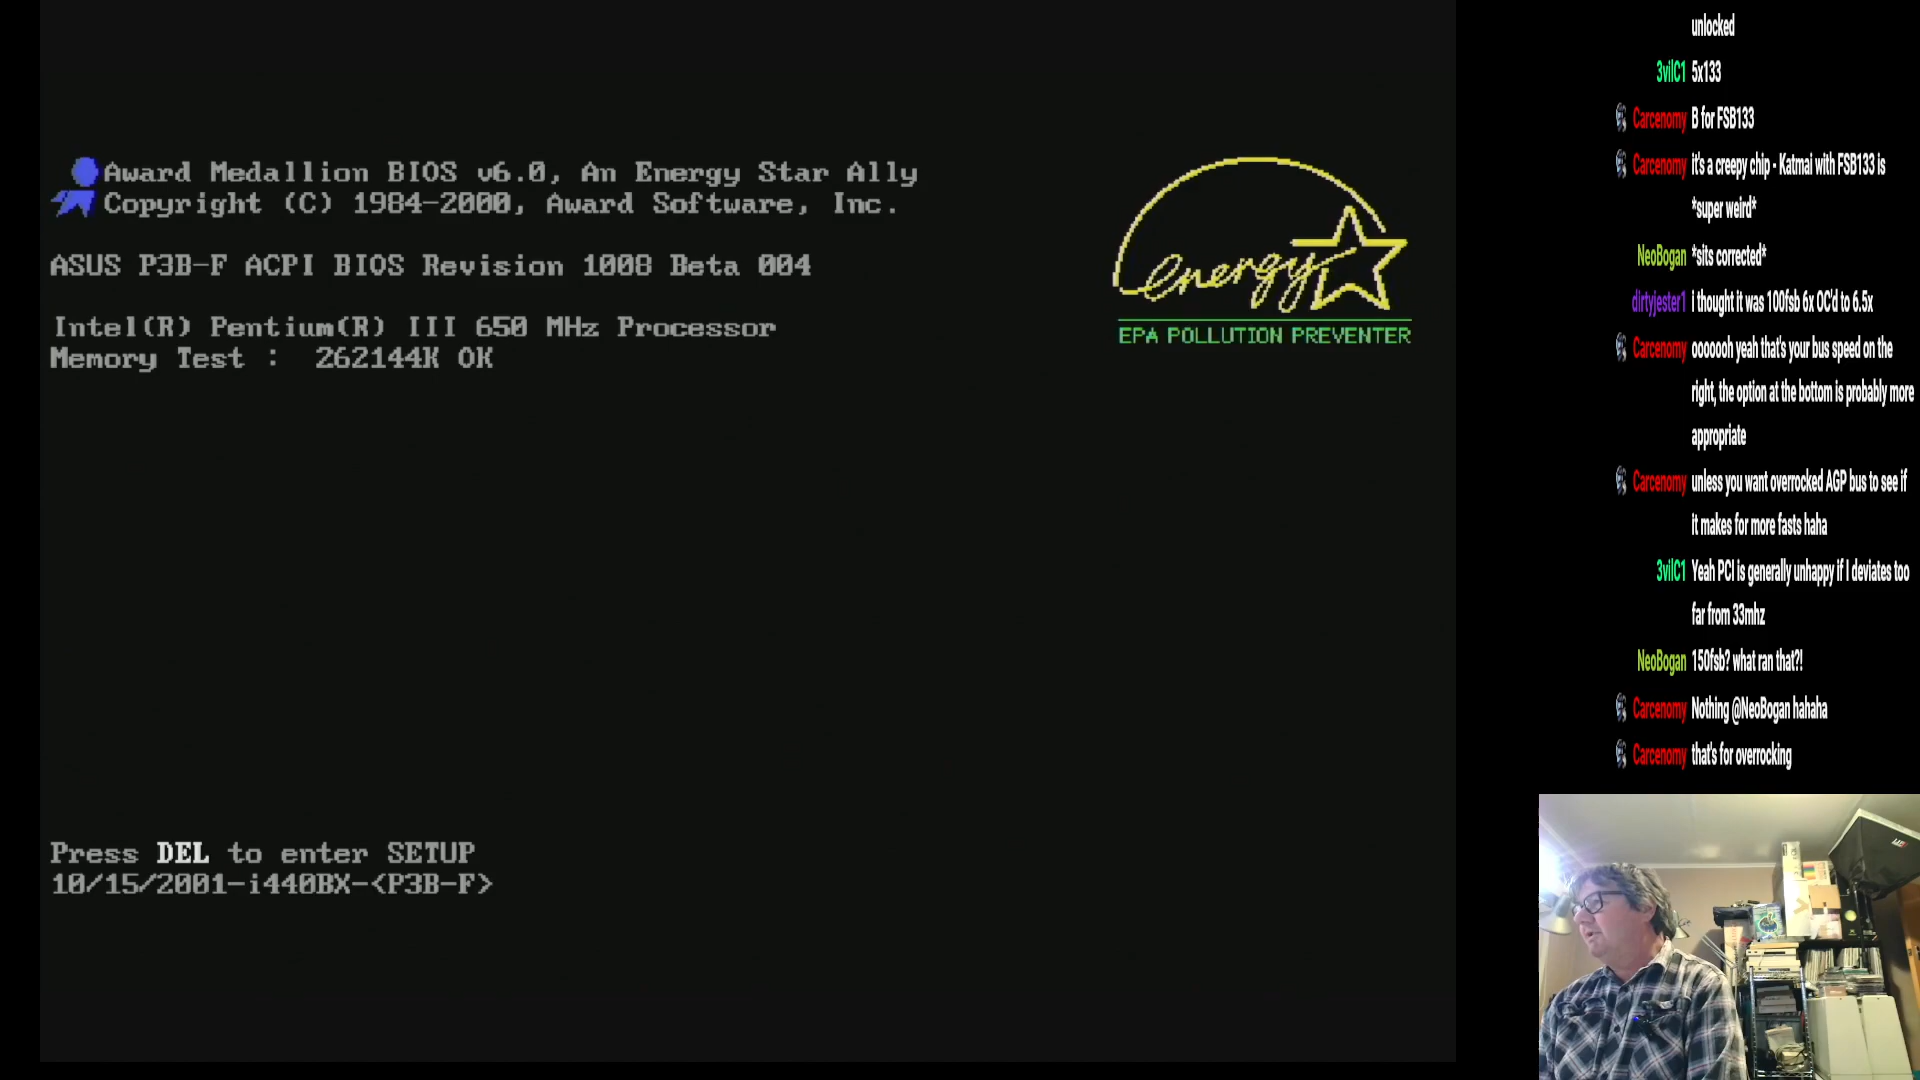 Award Medallion BIOS v6.0, An Energy Star Ally
Copyright (C) 1984-2000, Award Software, Inc.
ASUS P3B-F ACPI BIOS Revision 1008 Beta 004
Intel(R) Pentium(R) III 650 MHz Processor
Memory Test :  262144K OK
energy
EPA POLLUTION PREVENTER
Press DEL to enter SETUP
10/15/2001-i440BX-<P3B-F>
unlocked
3vilC1 5x133
Carcenomy B for FSB133
Carcenomy it's a creepy chip - Katmai with FSB133 is
*super weird*
NeoBogan *sits corrected*
dirtyjester1 I thought it was 100fsb 6x OC'd to 6.5x
Carcenomy ooooooh yeah that's your bus speed on the
right, the option at the bottom is probably more
appropriate
Carcenomy unless you want overrocked AGP bus to see if
it makes for more fasts haha
3vilC1 Yeah PCI is generally unhappy if I deviates too
far from 33mhz
NeoBogan 150fsb? what ran that?!
Carcenomy Nothing @NeoBogan hahaha
Carcenomy that's for overrocking